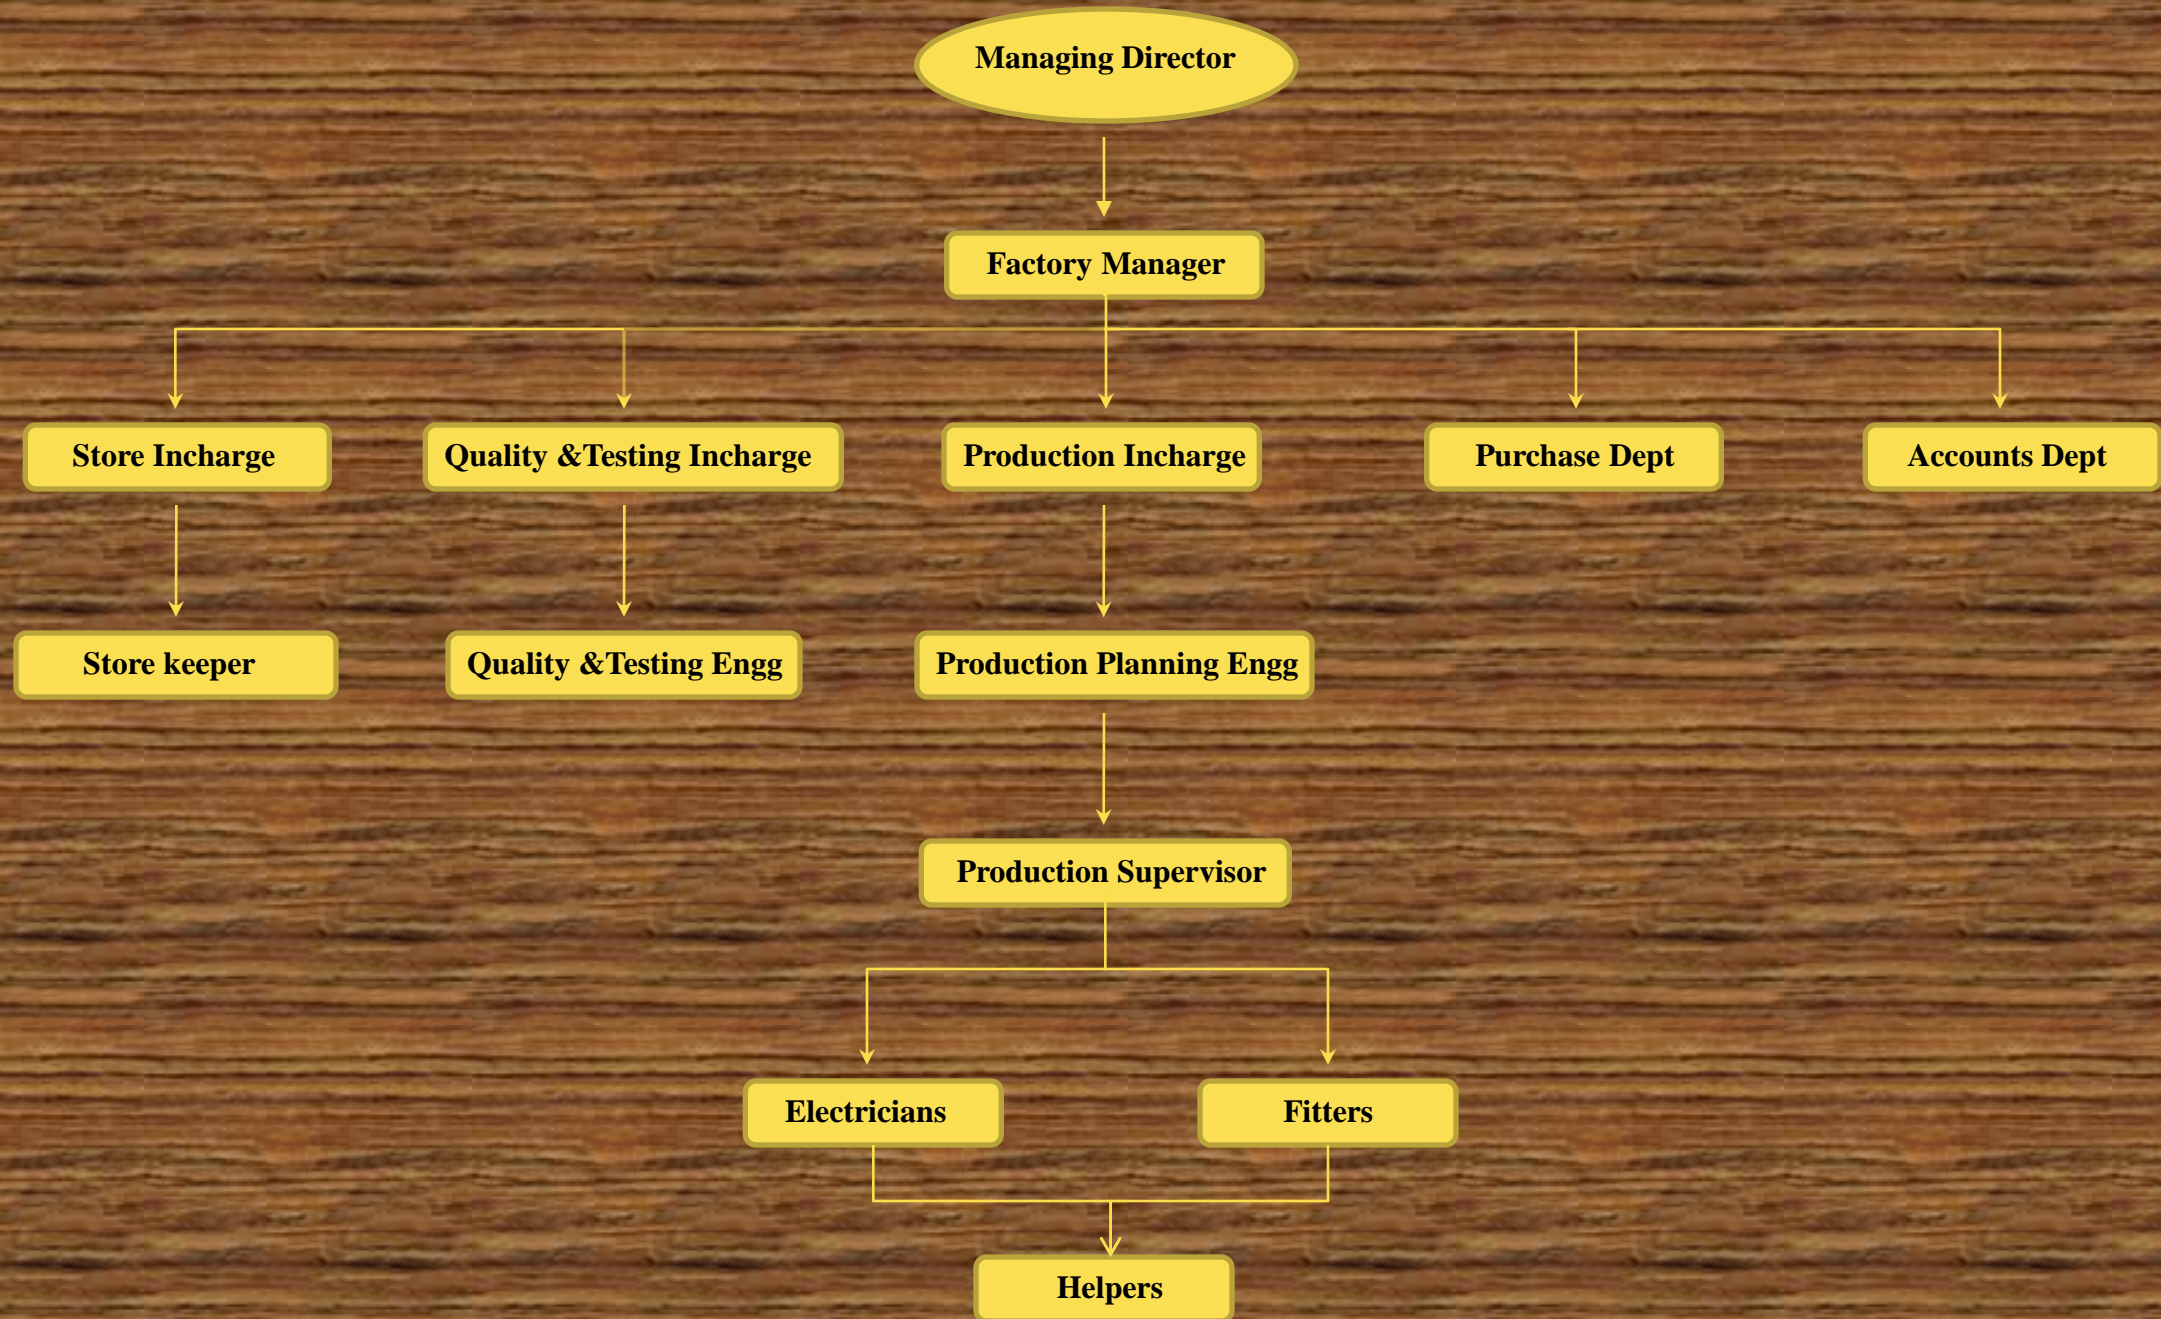 Managing Director
Factory Manager
Store Incharge
Quality &Testing Incharge
Production Incharge
Purchase Dept
Accounts Dept
Store keeper
Quality &Testing Engg
Production Planning Engg
Production Supervisor
Electricians
Fitters
Helpers